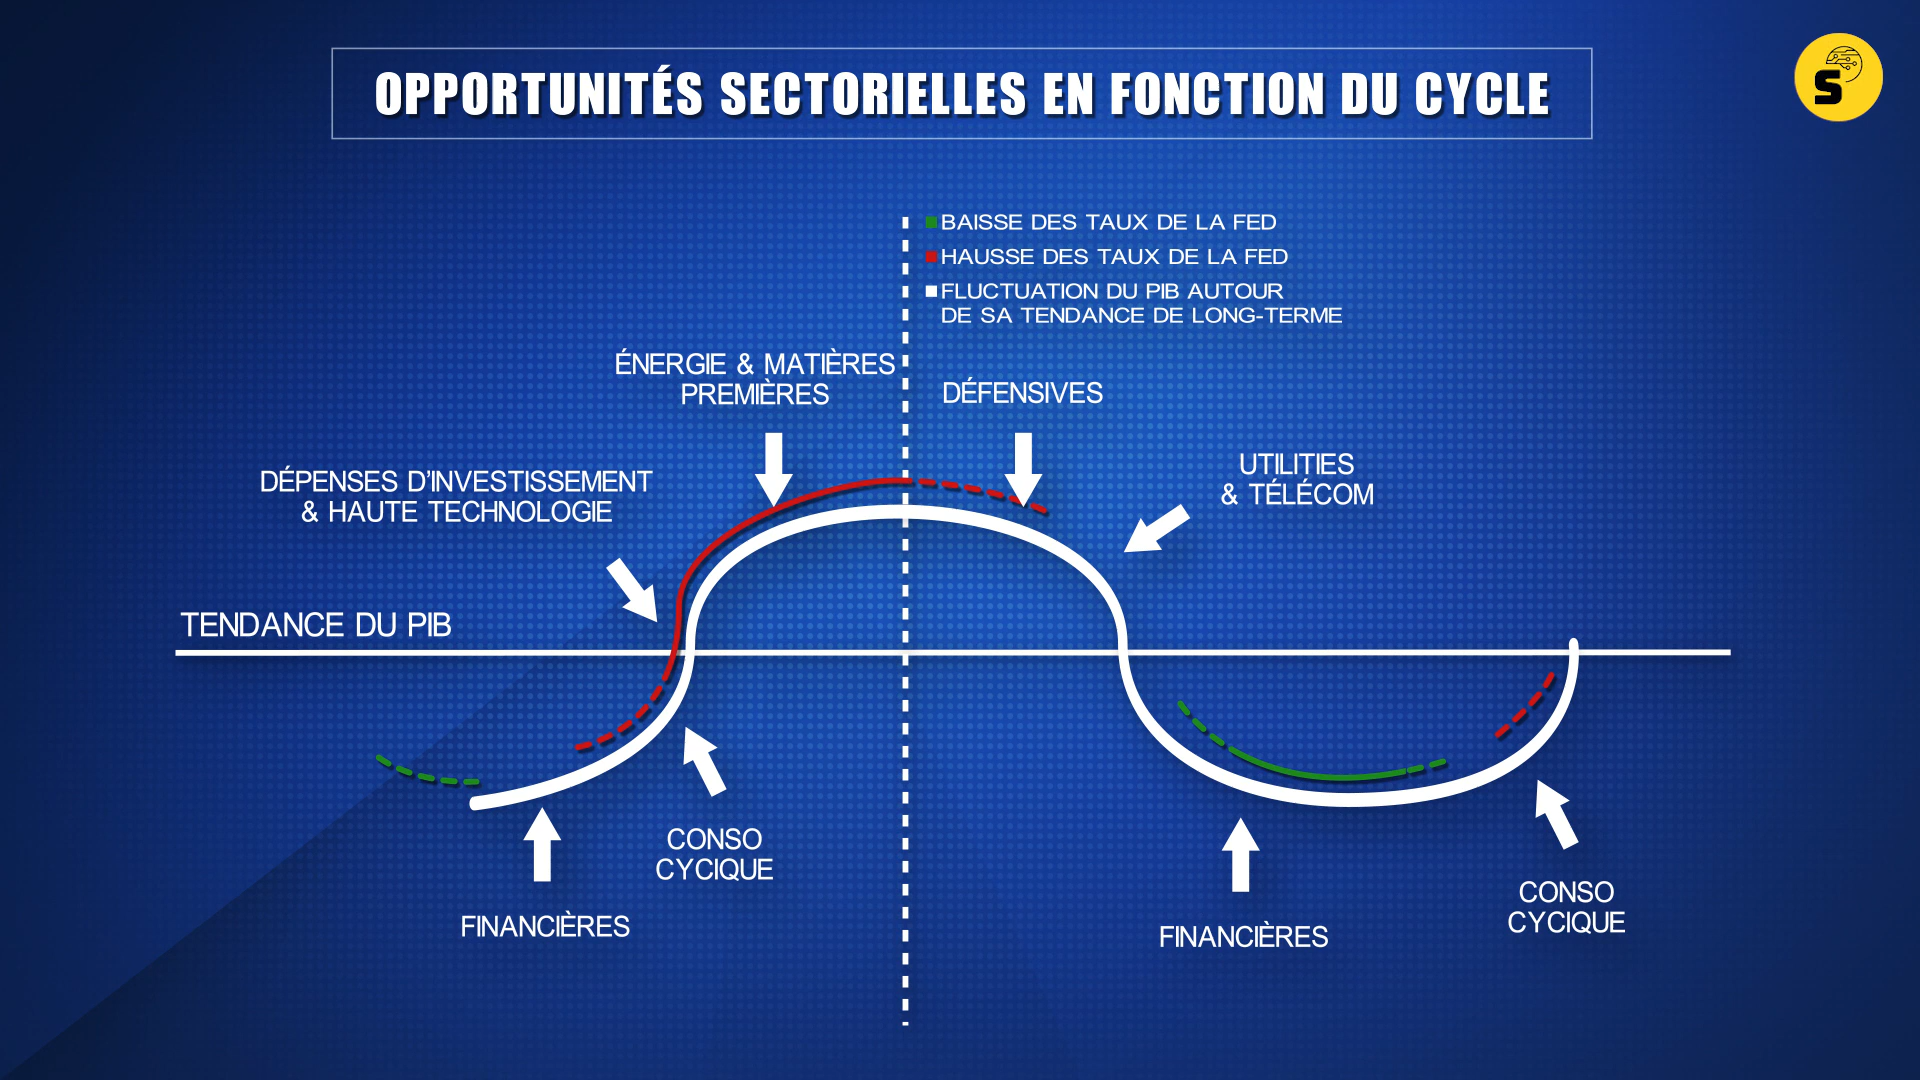 OPPORTUNITÉS SECTORIELLES EN FONCTION DU CYCLE
S
BAISSE DES TAUX DE LA FED
HAUSSE DES TAUX DE LA FED
FLUCTUATION DU PIB AUTOUR
DE SA TENDANCE DE LONG-TERME
ÉNERGIE & MATIÈRES
PREMIÈRES
DÉFENSIVES
UTILITIES
& TÉLÉCOM
DÉPENSES D'INVESTISSEMENT
& HAUTE TECHNOLOGIE
TENDANCE DU PIB
CONSO
CYCIQUE
FINANCIÈRES
CONSO
CYCIQUE
FINANCIÈRES